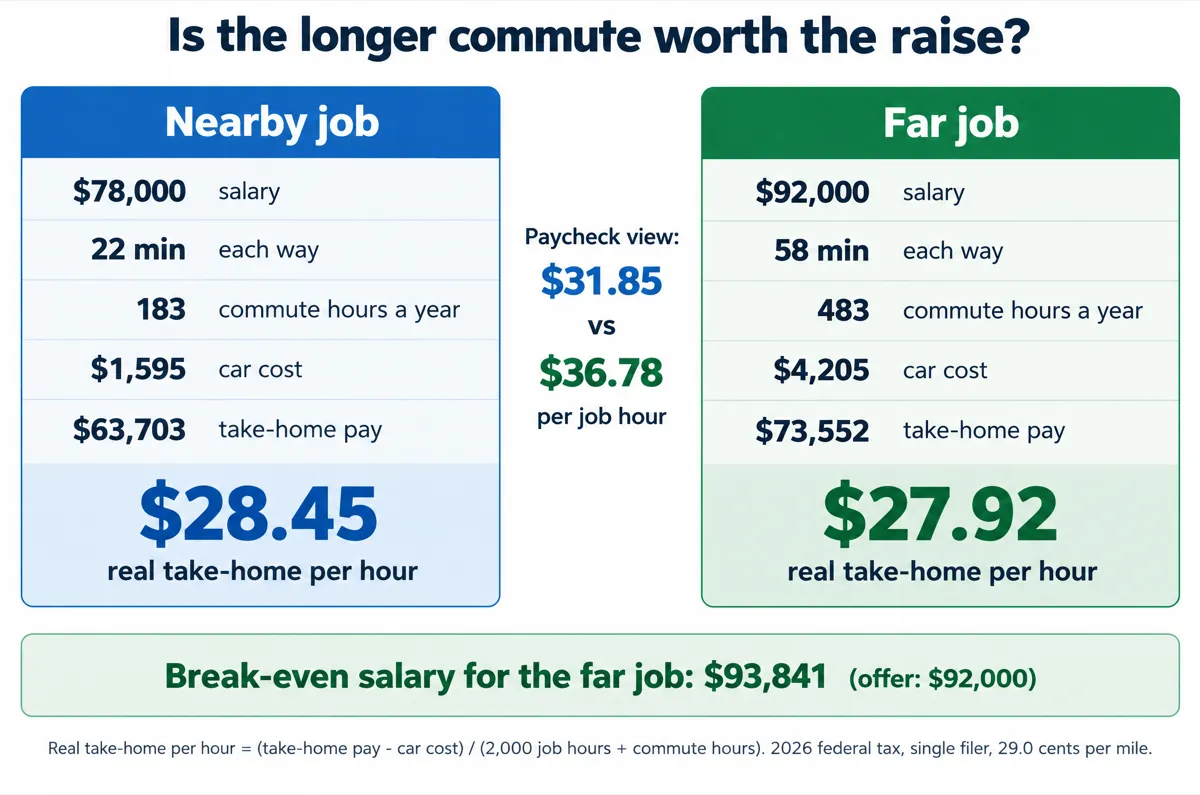 Is the longer commute worth the raise?
Nearby job
$78,000 salary
22 min each way
183 commute hours a year
$1,595 car cost
$63,703 take-home pay
$28.45
real take-home per hour
Paycheck view:
$31.85
vs
$36.78
per job hour
Far job
$92,000 salary
58 min each way
483 commute hours a year
$4,205 car cost
$73,552 take-home pay
$27.92
real take-home per hour
Break-even salary for the far job: $93,841 (offer: $92,000)
Real take-home per hour = (take-home pay - car cost) / (2,000 job hours + commute hours). 2026 federal tax, single filer, 29.0 cents per mile.